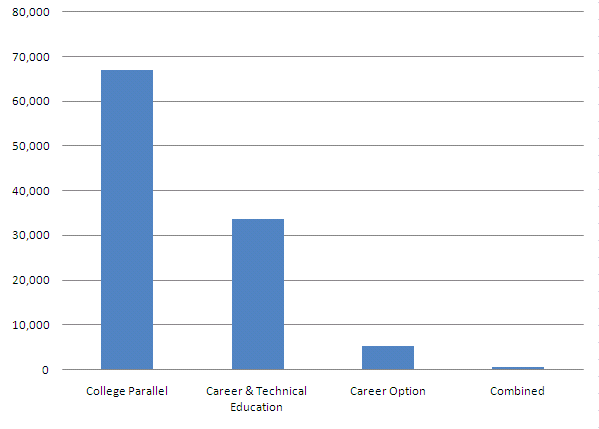 80,000
70,000
60,000
50,000
40,000
30,000
20,000
10,000
0
College Parallel
Career & Technical
Education
Career Option
Combined